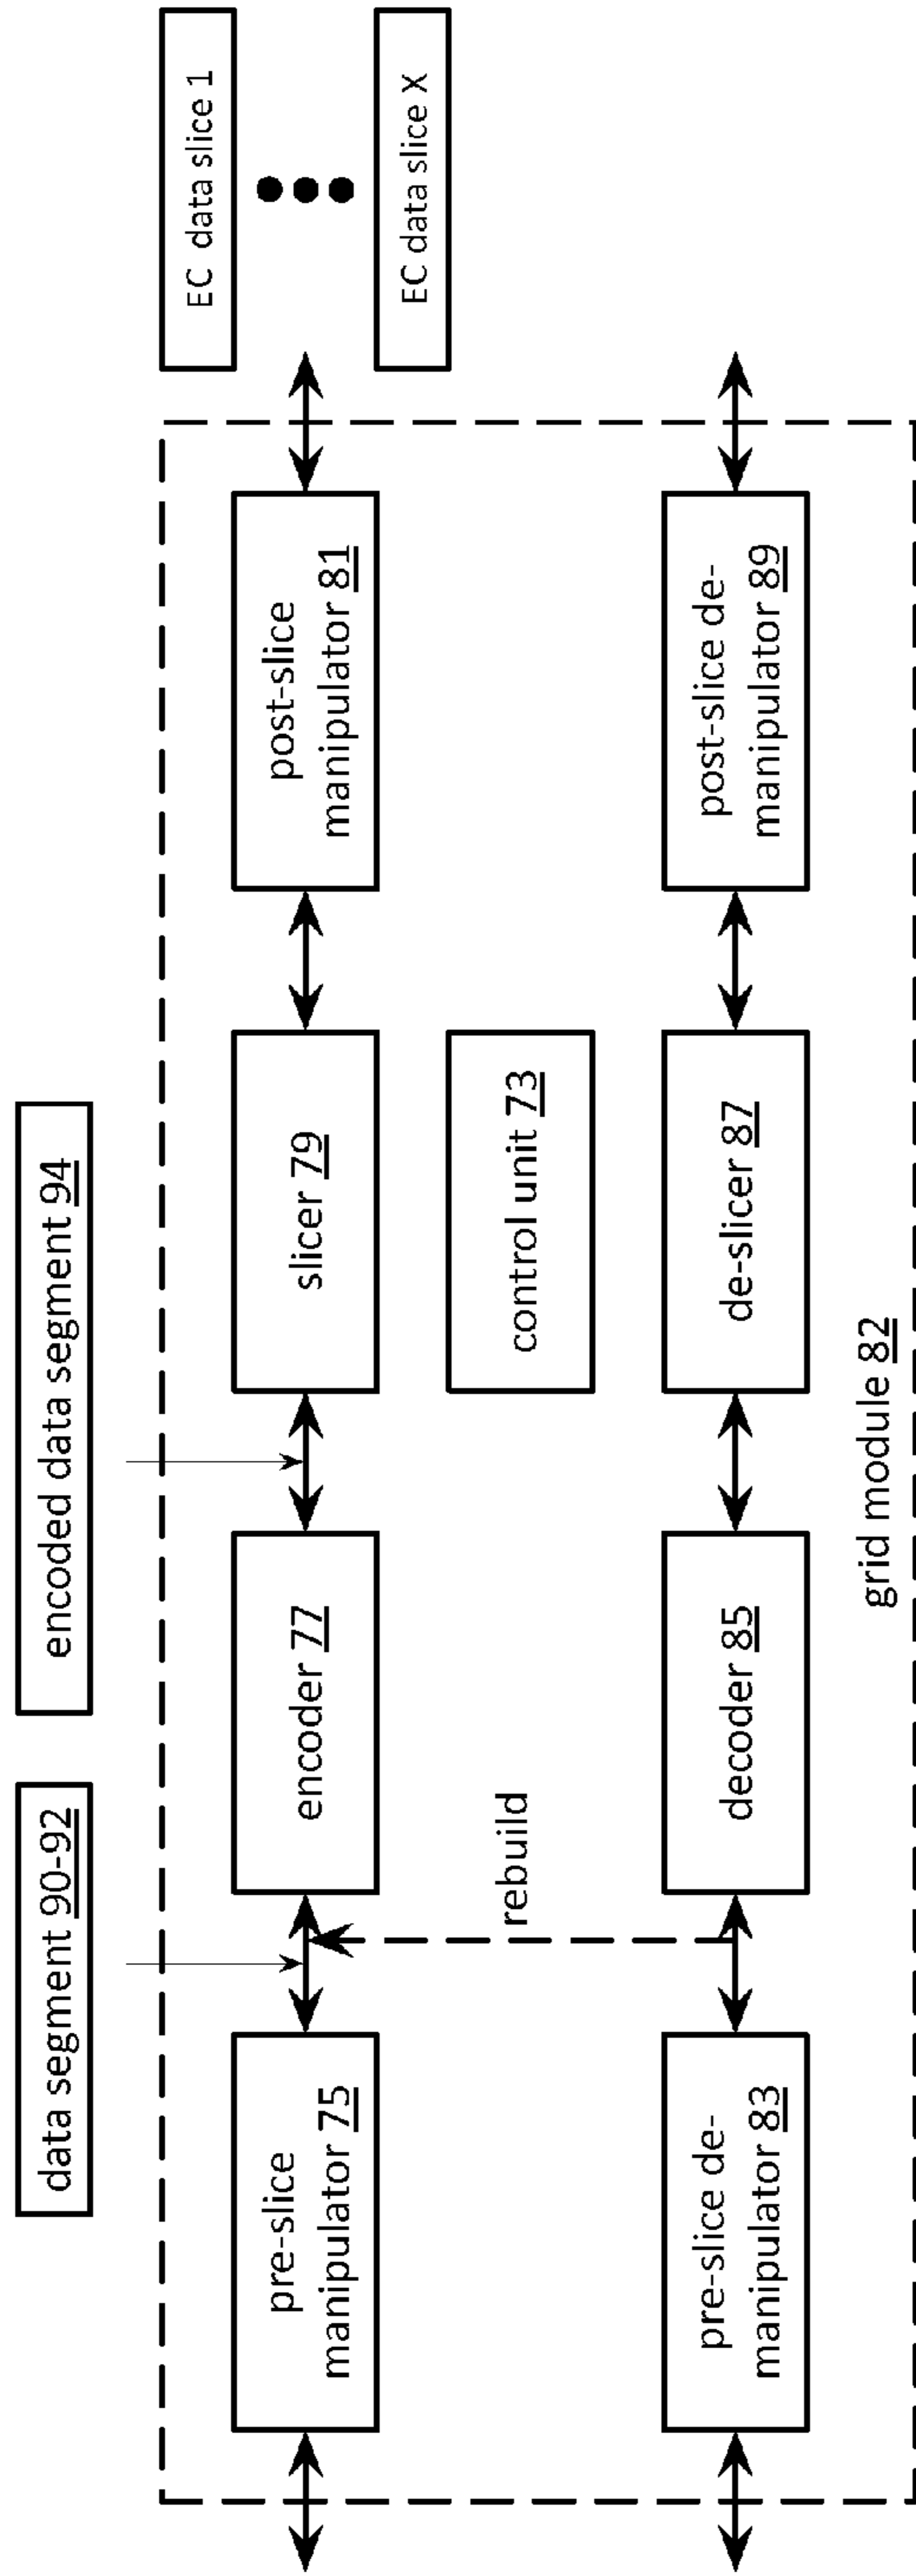 data segment 90-92
encoded data segment 94
pre-slice
manipulator 75
encoder 77
slicer 79
post-slice
manipulator 81
EC data slice 1
EC data slice X
rebuild
control unit 73
pre-slice de-
manipulator 83
decoder 85
de-slicer 87
post-slice de-
manipulator 89
grid module 82